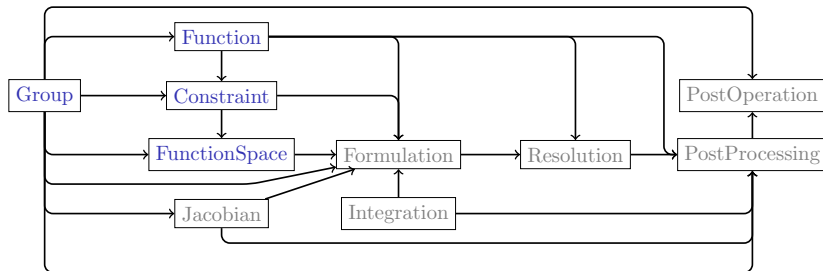 Function
Group
Constraint
PostOperation
FunctionSpace
Formulation
Resolution
PostProcessing
Jacobian
Integration